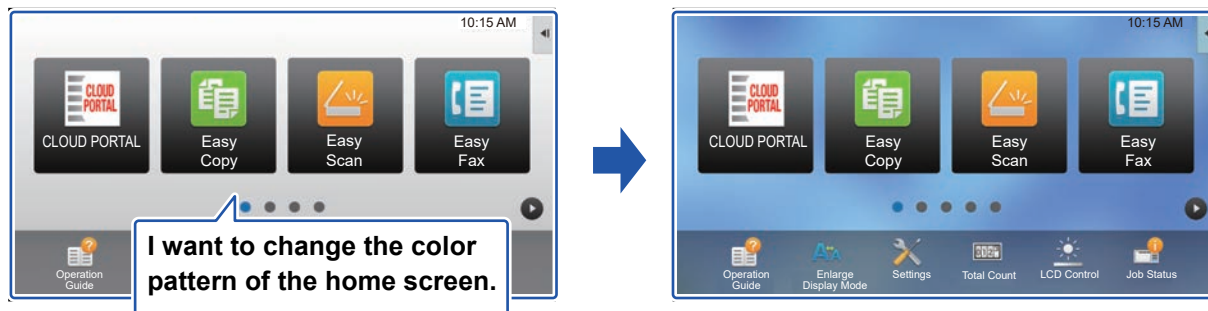 10:15 AM
CLOUD
PORTAL
CLOUD PORTAL
Easy
Copy
Easy
Scan
Easy
Fax
Operation
Guide
I want to change the color
pattern of the home screen.
10:15 AM
CLOUD
PORTAL
CLOUD PORTAL
Easy
Copy
Easy
Scan
Easy
Fax
Operation
Guide
Enlarge
Display Mode
Settings
Total Count
LCD Control
Job Status